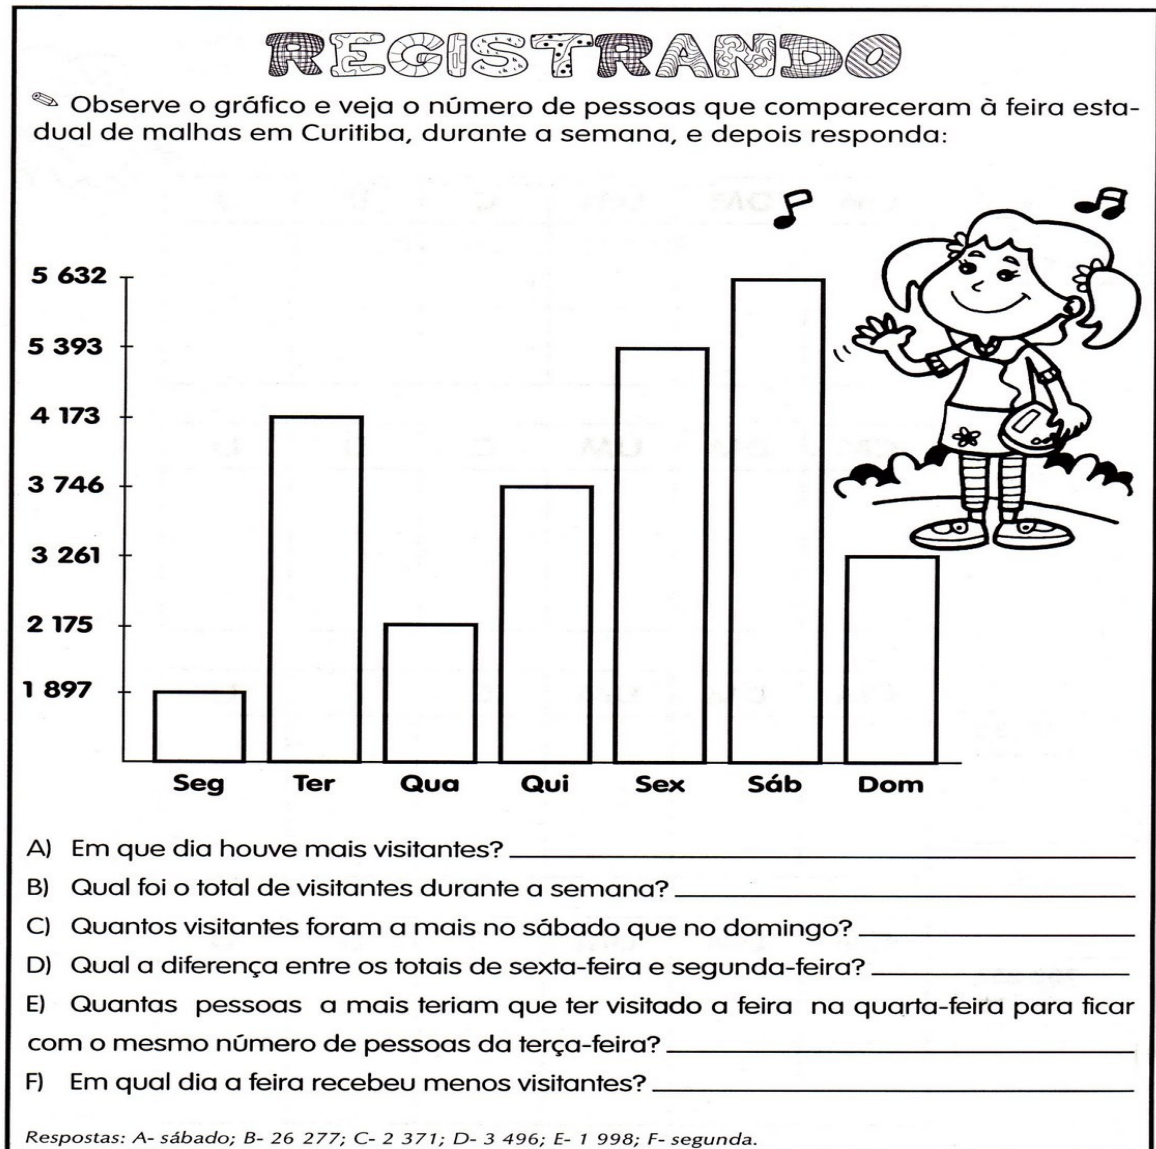 REGISTRANDO
Observe o gráfico e veja o número de pessoas que compareceram à feira esta-
dual de malhas em Curitiba, durante a semana, e depois responda:
5 632
5 393
4 173
3 746
3 261
2 175
1 897
Seg Ter Qua Qui Sex Sáb Dom
A) Em que dia houve mais visitantes?
B) Qual foi o total de visitantes durante a semana?
C) Quantos visitantes foram a mais no sábado que no domingo?
D) Qual a diferença entre os totais de sexta-feira e segunda-feira?
E) Quantas pessoas a mais teriam que ter visitado a feira na quarta-feira para ficar
com o mesmo número de pessoas da terça-feira?
F) Em qual dia a feira recebeu menos visitantes?
Respostas: A- sábado; B- 26 277; C- 2 371; D- 3 496; E- 1 998; F- segunda.